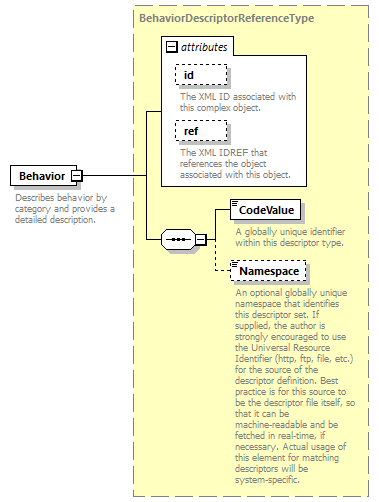 BehaviorDescriptorReferenceType
attributes
id
The XML ID associated with
this complex object.
ref
The XML IDREF that
references the object
associated with this object.
Behavior
Describes behavior by
category and provides a
detailed description.
CodeValue
A globally unique identifier
within this descriptor type.
Namespace
An optional globally unique
namespace that identifies
this descriptor set. If
supplied, the author is
strongly encouraged to use
the Universal Resource
Identifier (http, ftp, file, etc.)
for the source of the
descriptor definition. Best
practice is for this source to
be the descriptor file itself, so
that it can be
machine-readable and be
fetched in real-time, if
necessary. Actual usage of
this element for matching
descriptors will be
system-specific.